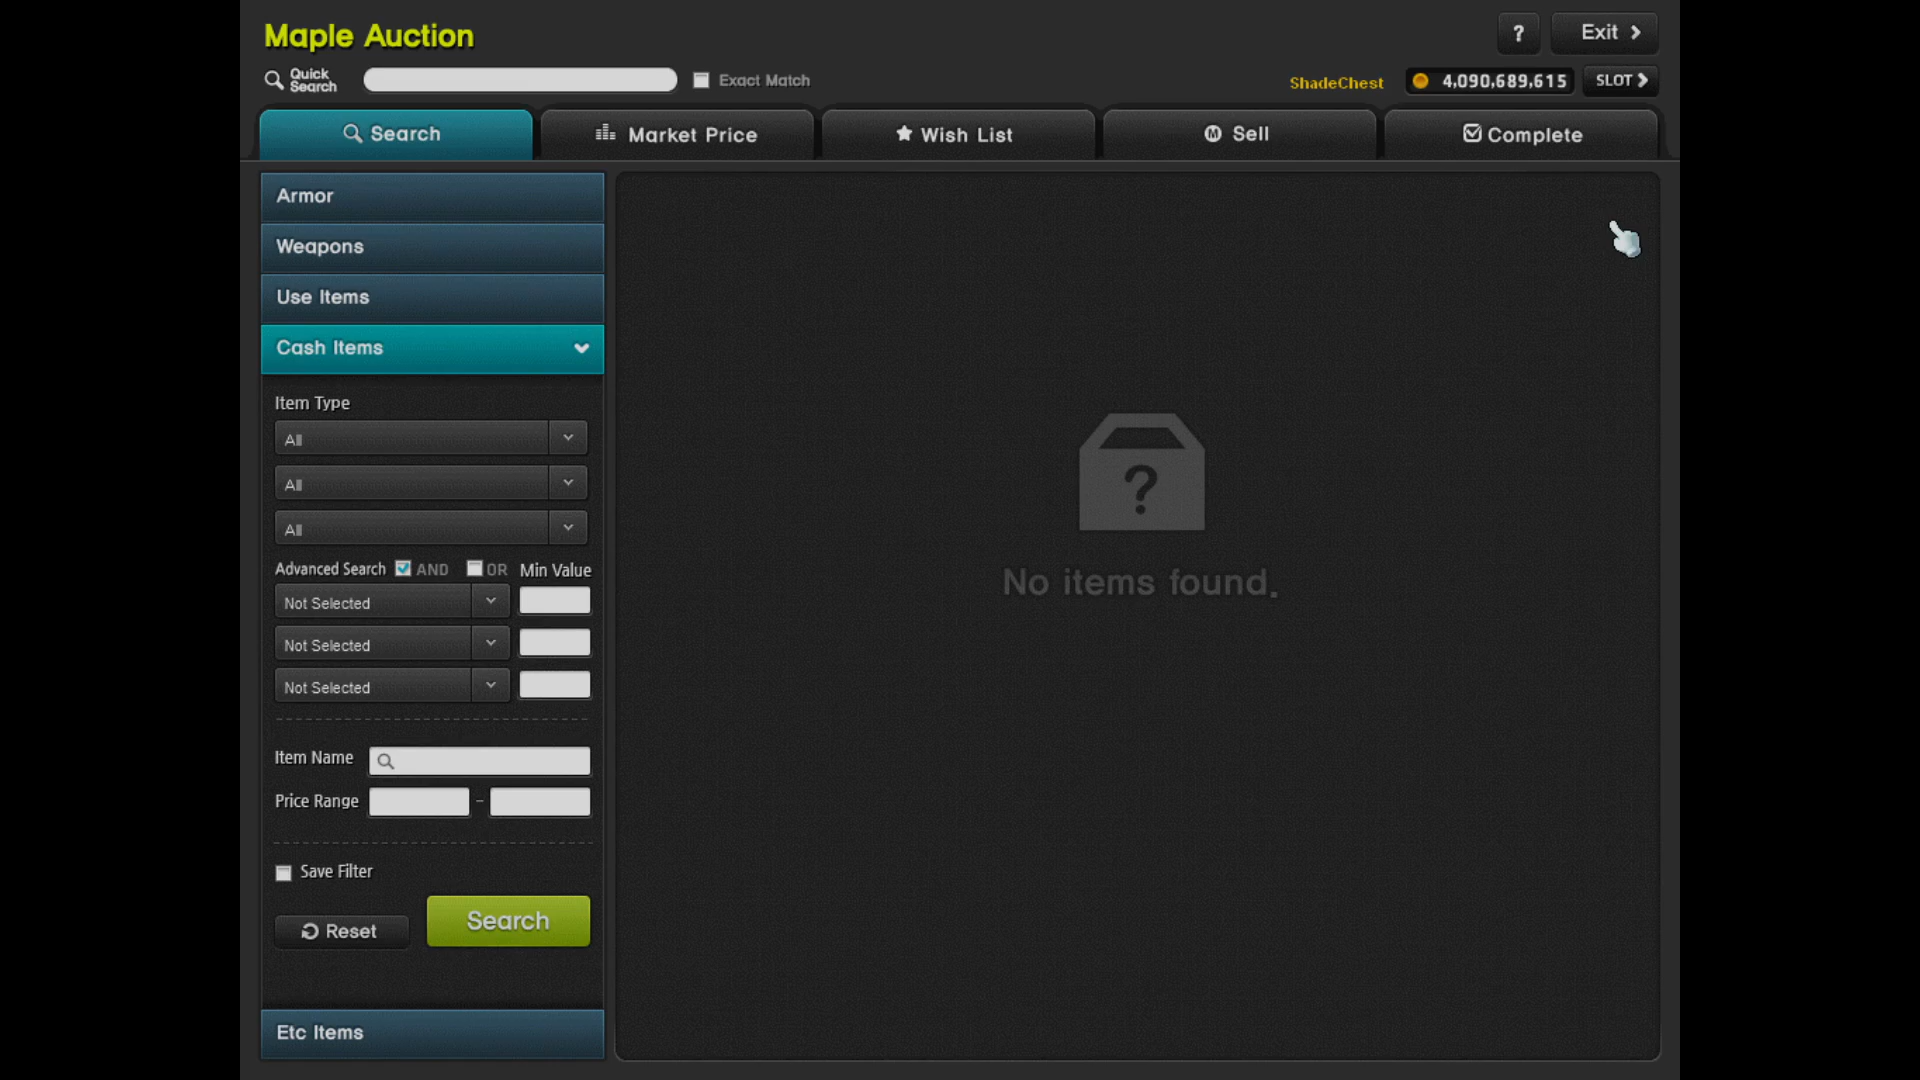 Maple Auction
?
Exit
Quick Search
Exact Match
ShadeChest
4,090,689,615
SLOT
Search
Market Price
Wish List
Sell
Complete
Armor
Weapons
Use Items
Cash Items
Item Type
All
All
All
Advanced Search AND OR Min Value
Not Selected
Not Selected
Not Selected
Item Name
Price Range -
Save Filter
Reset
Search
Etc Items
?
No items found.